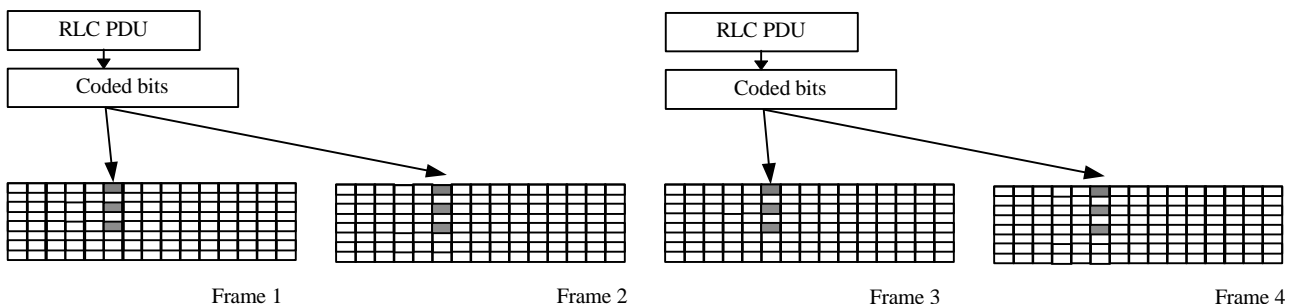 RLC PDU
RLC PDU
Coded bits
Coded bits
Frame 1
Frame 2
Frame 3
Frame 4